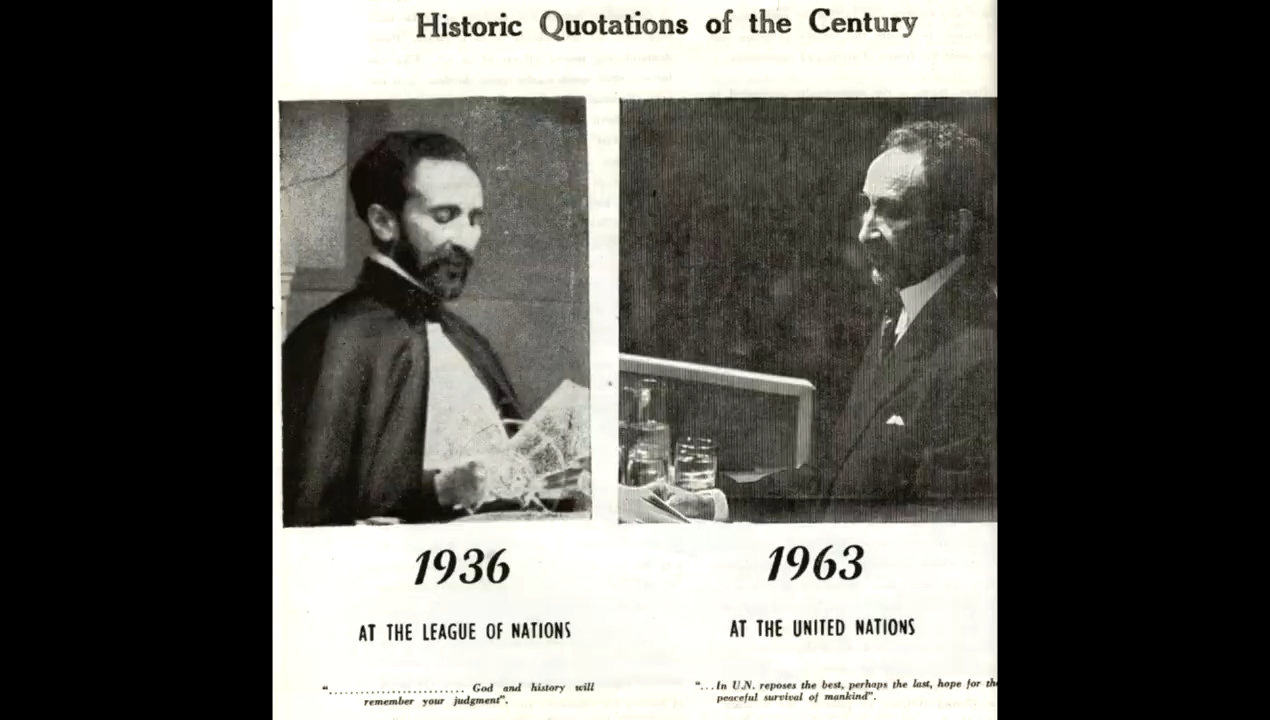 Historic Quotations of the Century
1936
AT THE LEAGUE OF NATIONS
"........................... God and history will
remember your judgment".
1963
AT THE UNITED NATIONS
"...In U.N. reposes the best, perhaps the last, hope for the
peaceful survival of mankind".